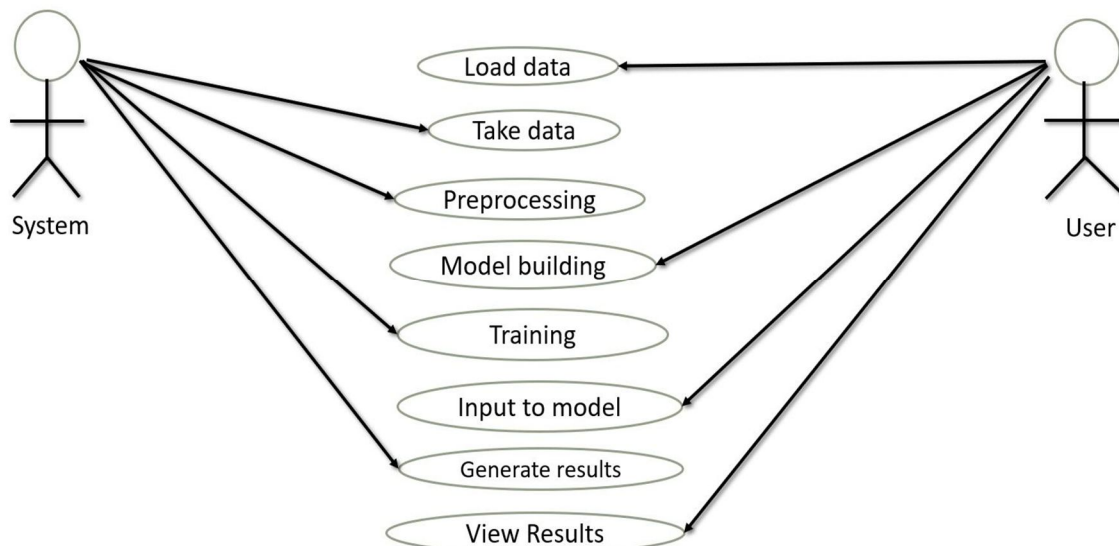 Load data
Take data
Preprocessing
System
User
Model building
Training
Input to model
Generate results
View Results